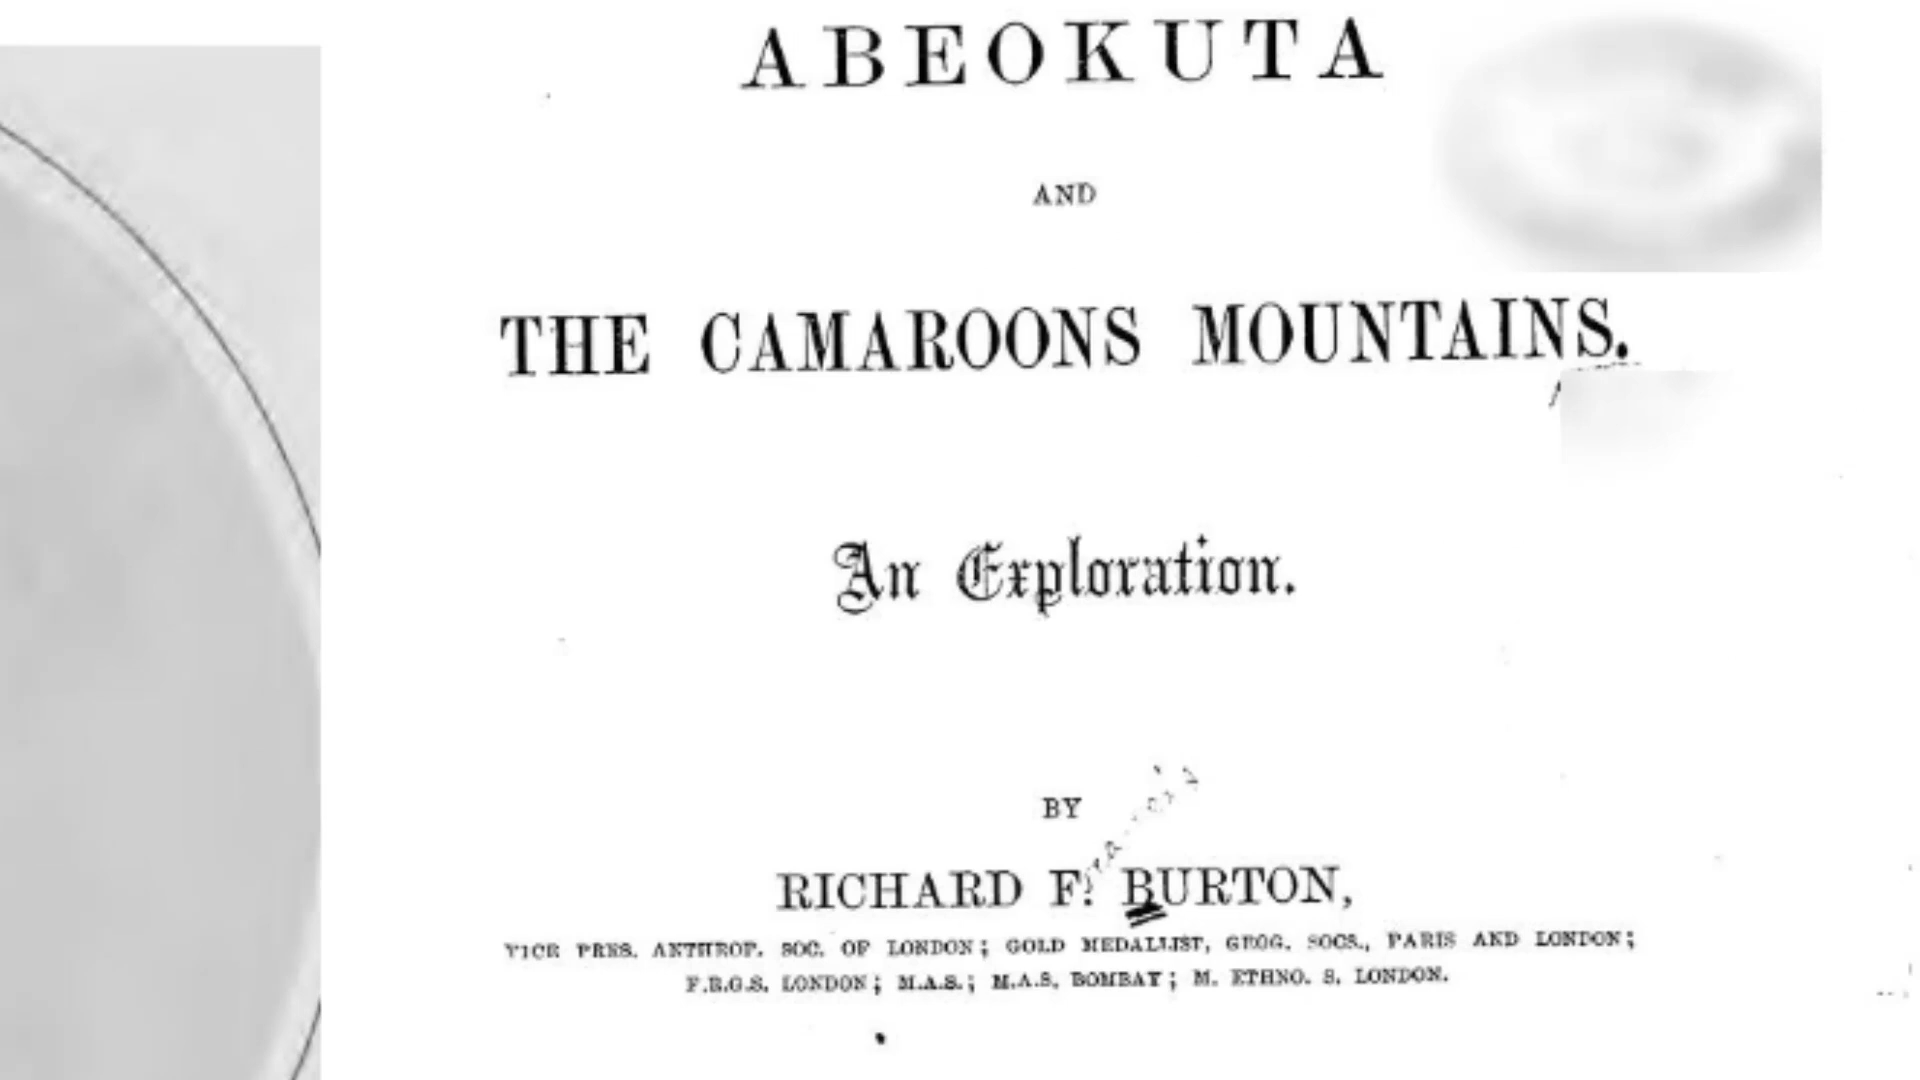 ABEOKUTA
AND
THE CAMAROONS MOUNTAINS.
An Exploration.
BY
RICHARD F. BURTON,
VICE PRES. ANTHROP. SOC. OF LONDON; GOLD MEDALLIST, GEOG. SOCS., PARIS AND LONDON;
F.R.G.S. LONDON; M.A.S.; M.A.S. BOMBAY; M. ETHNO. S. LONDON.